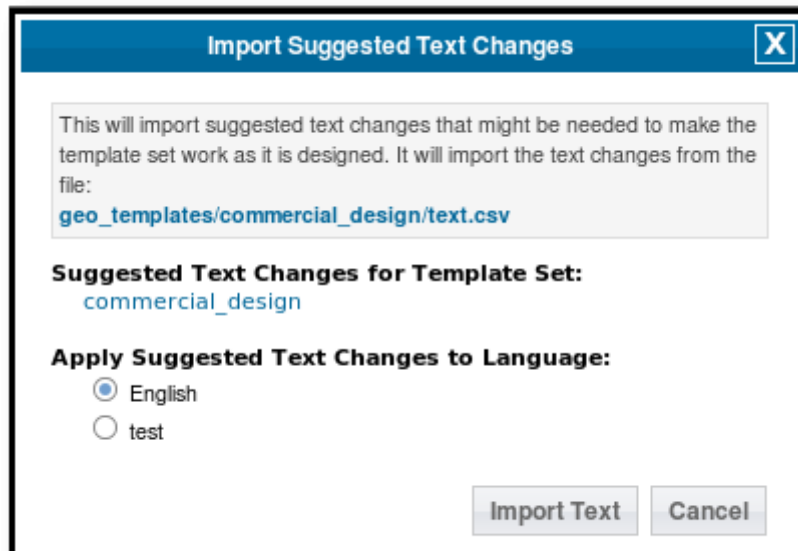 Import Suggested Text Changes
X
This will import suggested text changes that might be needed to make the
template set work as it is designed. It will import the text changes from the
file:
geo_templates/commercial_design/text.csv
Suggested Text Changes for Template Set:
commercial_design
Apply Suggested Text Changes to Language:
English
test
Import Text Cancel